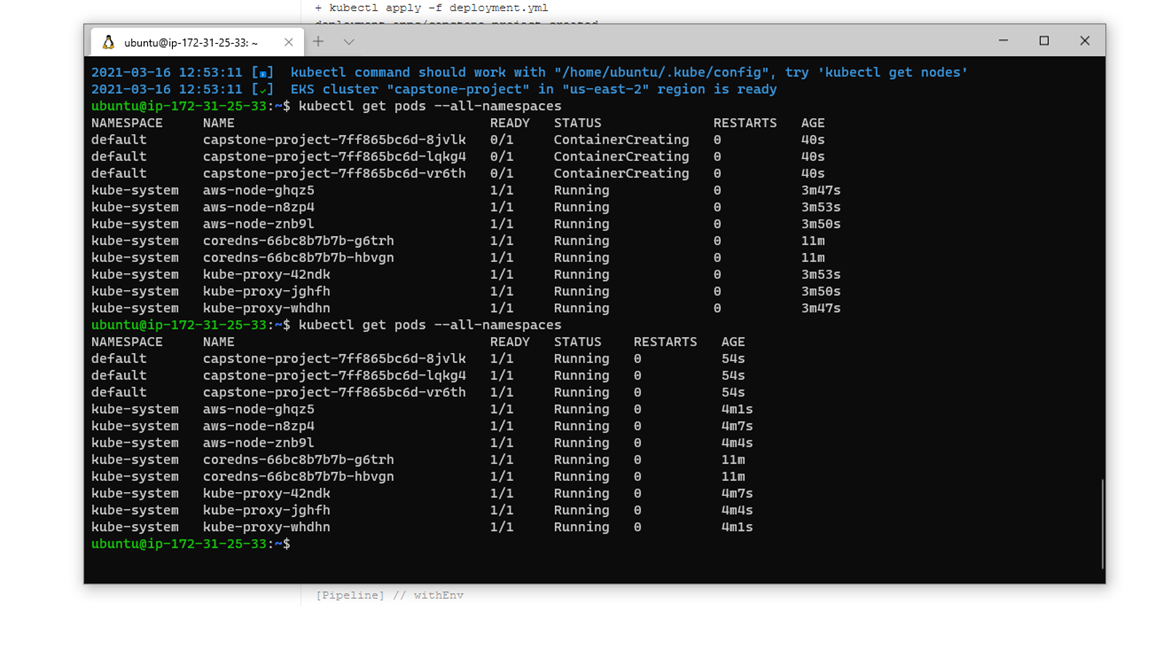 + kubectl apply -f deployment.yml
deployment.apps/capstone-project created
ubuntu@ip-172-31-25-33: ~
2021-03-16 12:53:11 [ℹ]  kubectl command should work with "/home/ubuntu/.kube/config", try 'kubectl get nodes'
2021-03-16 12:53:11 [✓]  EKS cluster "capstone-project" in "us-east-2" region is ready
ubuntu@ip-172-31-25-33:~$ kubectl get pods --all-namespaces
NAMESPACE     NAME                                READY   STATUS              RESTARTS   AGE
default       capstone-project-7ff865bc6d-8jvlk   0/1     ContainerCreating   0          40s
default       capstone-project-7ff865bc6d-lqkg4   0/1     ContainerCreating   0          40s
default       capstone-project-7ff865bc6d-vr6th   0/1     ContainerCreating   0          40s
kube-system   aws-node-ghqz5                      1/1     Running             0          3m47s
kube-system   aws-node-n8zp4                      1/1     Running             0          3m53s
kube-system   aws-node-znb9l                      1/1     Running             0          3m50s
kube-system   coredns-66bc8b7b7b-g6trh            1/1     Running             0          11m
kube-system   coredns-66bc8b7b7b-hbvgn            1/1     Running             0          11m
kube-system   kube-proxy-42ndk                    1/1     Running             0          3m53s
kube-system   kube-proxy-jghfh                    1/1     Running             0          3m50s
kube-system   kube-proxy-whdhn                    1/1     Running             0          3m47s
ubuntu@ip-172-31-25-33:~$ kubectl get pods --all-namespaces
NAMESPACE     NAME                                READY   STATUS    RESTARTS   AGE
default       capstone-project-7ff865bc6d-8jvlk   1/1     Running   0          54s
default       capstone-project-7ff865bc6d-lqkg4   1/1     Running   0          54s
default       capstone-project-7ff865bc6d-vr6th   1/1     Running   0          54s
kube-system   aws-node-ghqz5                      1/1     Running   0          4m1s
kube-system   aws-node-n8zp4                      1/1     Running   0          4m7s
kube-system   aws-node-znb9l                      1/1     Running   0          4m4s
kube-system   coredns-66bc8b7b7b-g6trh            1/1     Running   0          11m
kube-system   coredns-66bc8b7b7b-hbvgn            1/1     Running   0          11m
kube-system   kube-proxy-42ndk                    1/1     Running   0          4m7s
kube-system   kube-proxy-jghfh                    1/1     Running   0          4m4s
kube-system   kube-proxy-whdhn                    1/1     Running   0          4m1s
ubuntu@ip-172-31-25-33:~$
[Pipeline] // withEnv